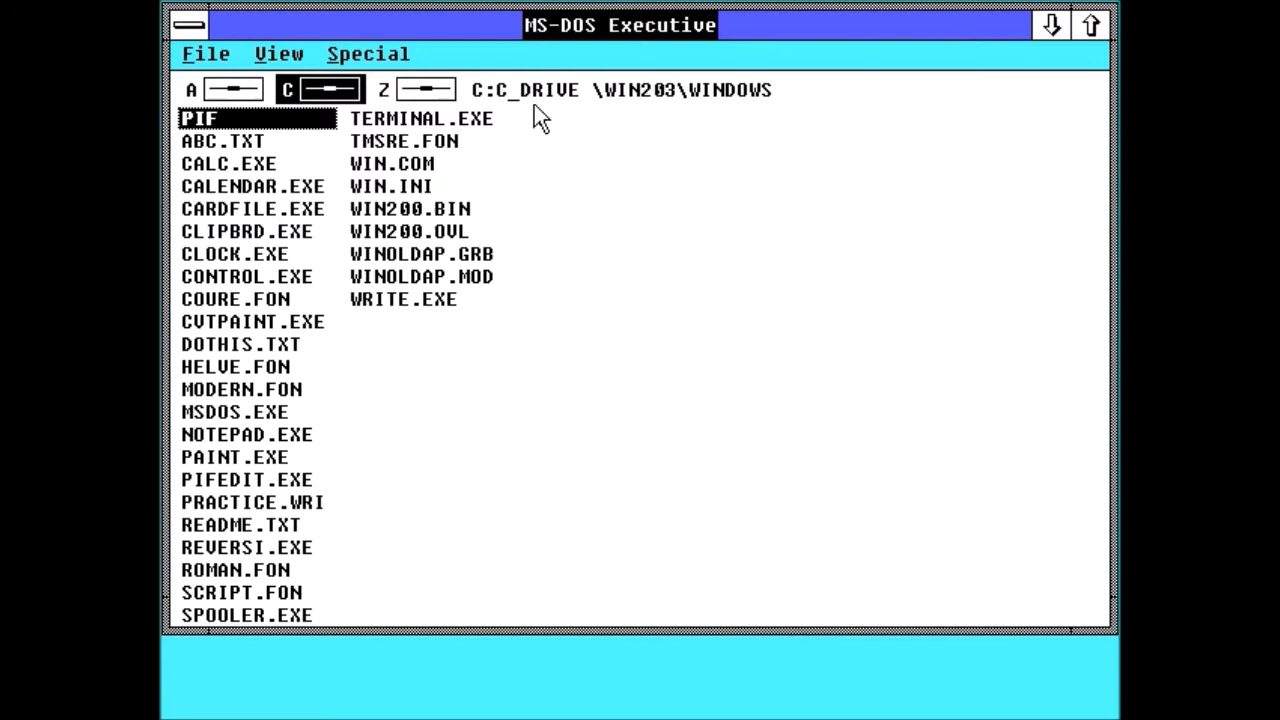 MS-DOS Executive
File View Special
A C Z C:C_DRIVE \WIN203\WINDOWS
PIF
ABC.TXT
CALC.EXE
CALENDAR.EXE
CARDFILE.EXE
CLIPBRD.EXE
CLOCK.EXE
CONTROL.EXE
COURE.FON
CVTPAINT.EXE
DOTHIS.TXT
HELVE.FON
MODERN.FON
MSDOS.EXE
NOTEPAD.EXE
PAINT.EXE
PIFEDIT.EXE
PRACTICE.WRI
README.TXT
REVERSI.EXE
ROMAN.FON
SCRIPT.FON
SPOOLER.EXE
TERMINAL.EXE
TMSRE.FON
WIN.COM
WIN.INI
WIN200.BIN
WIN200.OVL
WINOLDAP.GRB
WINOLDAP.MOD
WRITE.EXE